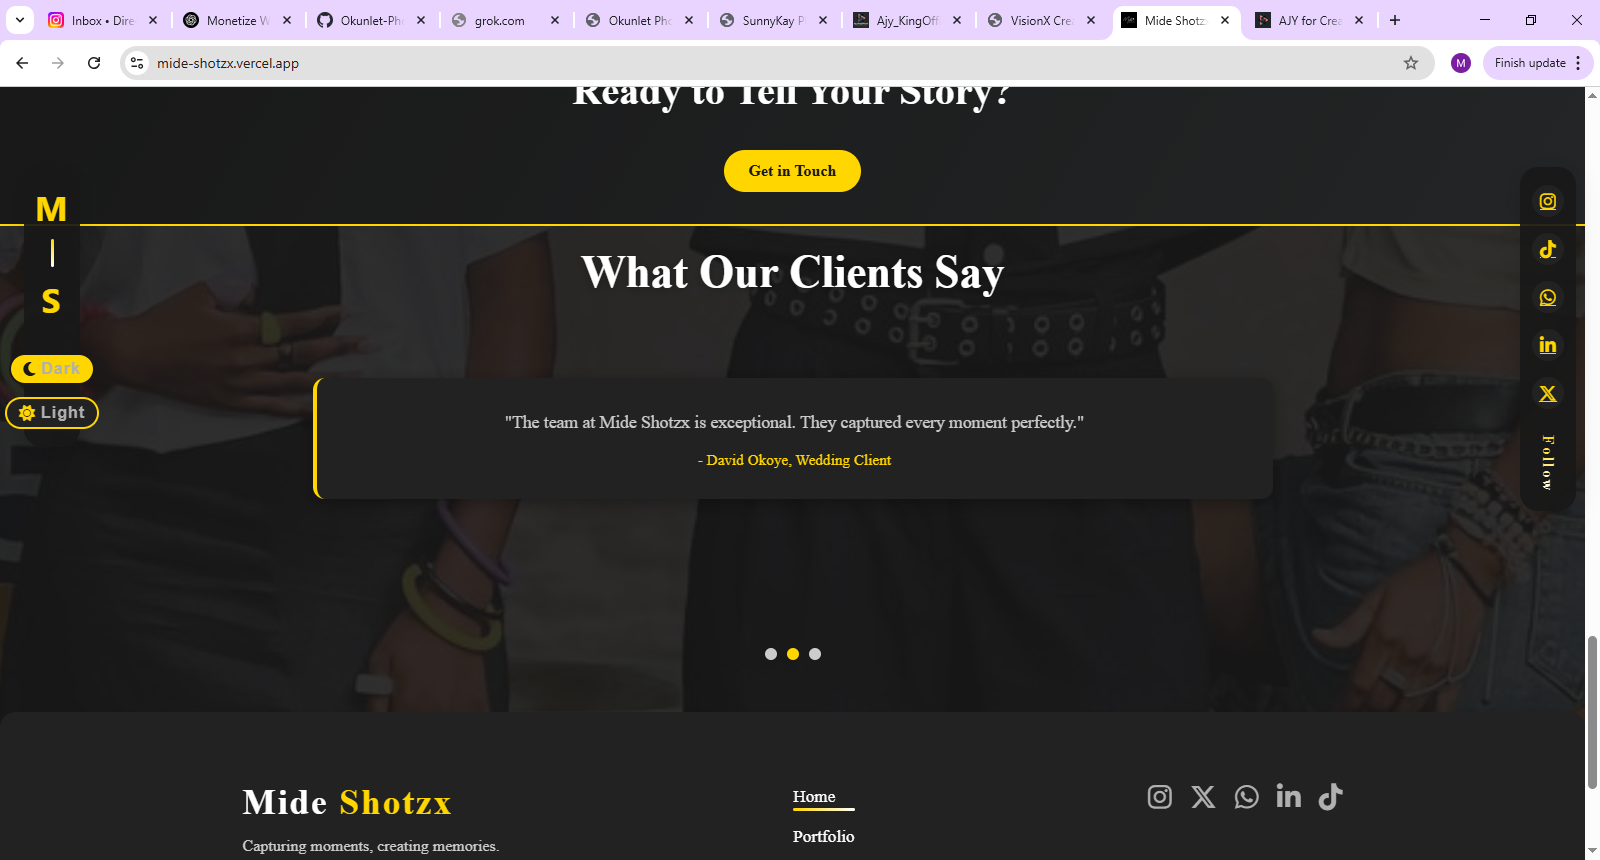 Inbox • Dire
Monetize W
Okunlet-Ph
grok.com
Okunlet Pho
SunnyKay P
Ajy_KingOff
VisionX Crea
Mide Shotz
AJY for Crea
mide-shotzx.vercel.app
M
Finish update
Ready to Tell Your Story?
Get in Touch
M
S
Dark
Light
What Our Clients Say
"The team at Mide Shotzx is exceptional. They captured every moment perfectly."
- David Okoye, Wedding Client
Follow
Mide Shotzx
Capturing moments, creating memories.
Home
Portfolio